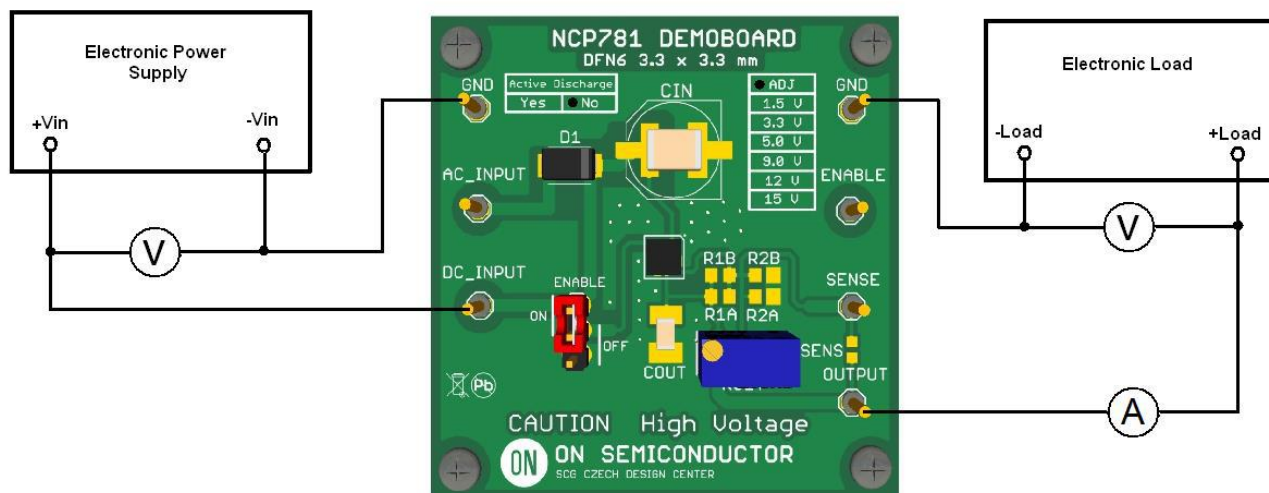 Electronic Power
Supply
+Vin
-Vin
NCP781 DEMOBOARD
DFN6 3.3 x 3.3 mm
GND
Active Discharge
Yes
No
CIN
ADJ
1.5 V
3.3 V
5.0 V
9.0 V
12 V
15 V
GND
D1
AC_INPUT
ENABLE
V
DC_INPUT
ENABLE
ON
OFF
R1B R2B
R1A R2A
SENSE
COUT
SENS
OUTPUT
Pb
CAUTION High Voltage
ON
ON SEMICONDUCTOR
SCG CZECH DESIGN CENTER
Electronic Load
-Load
+Load
V
A